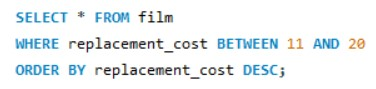 SELECT * FROM film
WHERE replacement_cost BETWEEN 11 AND 20
ORDER BY replacement_cost DESC;